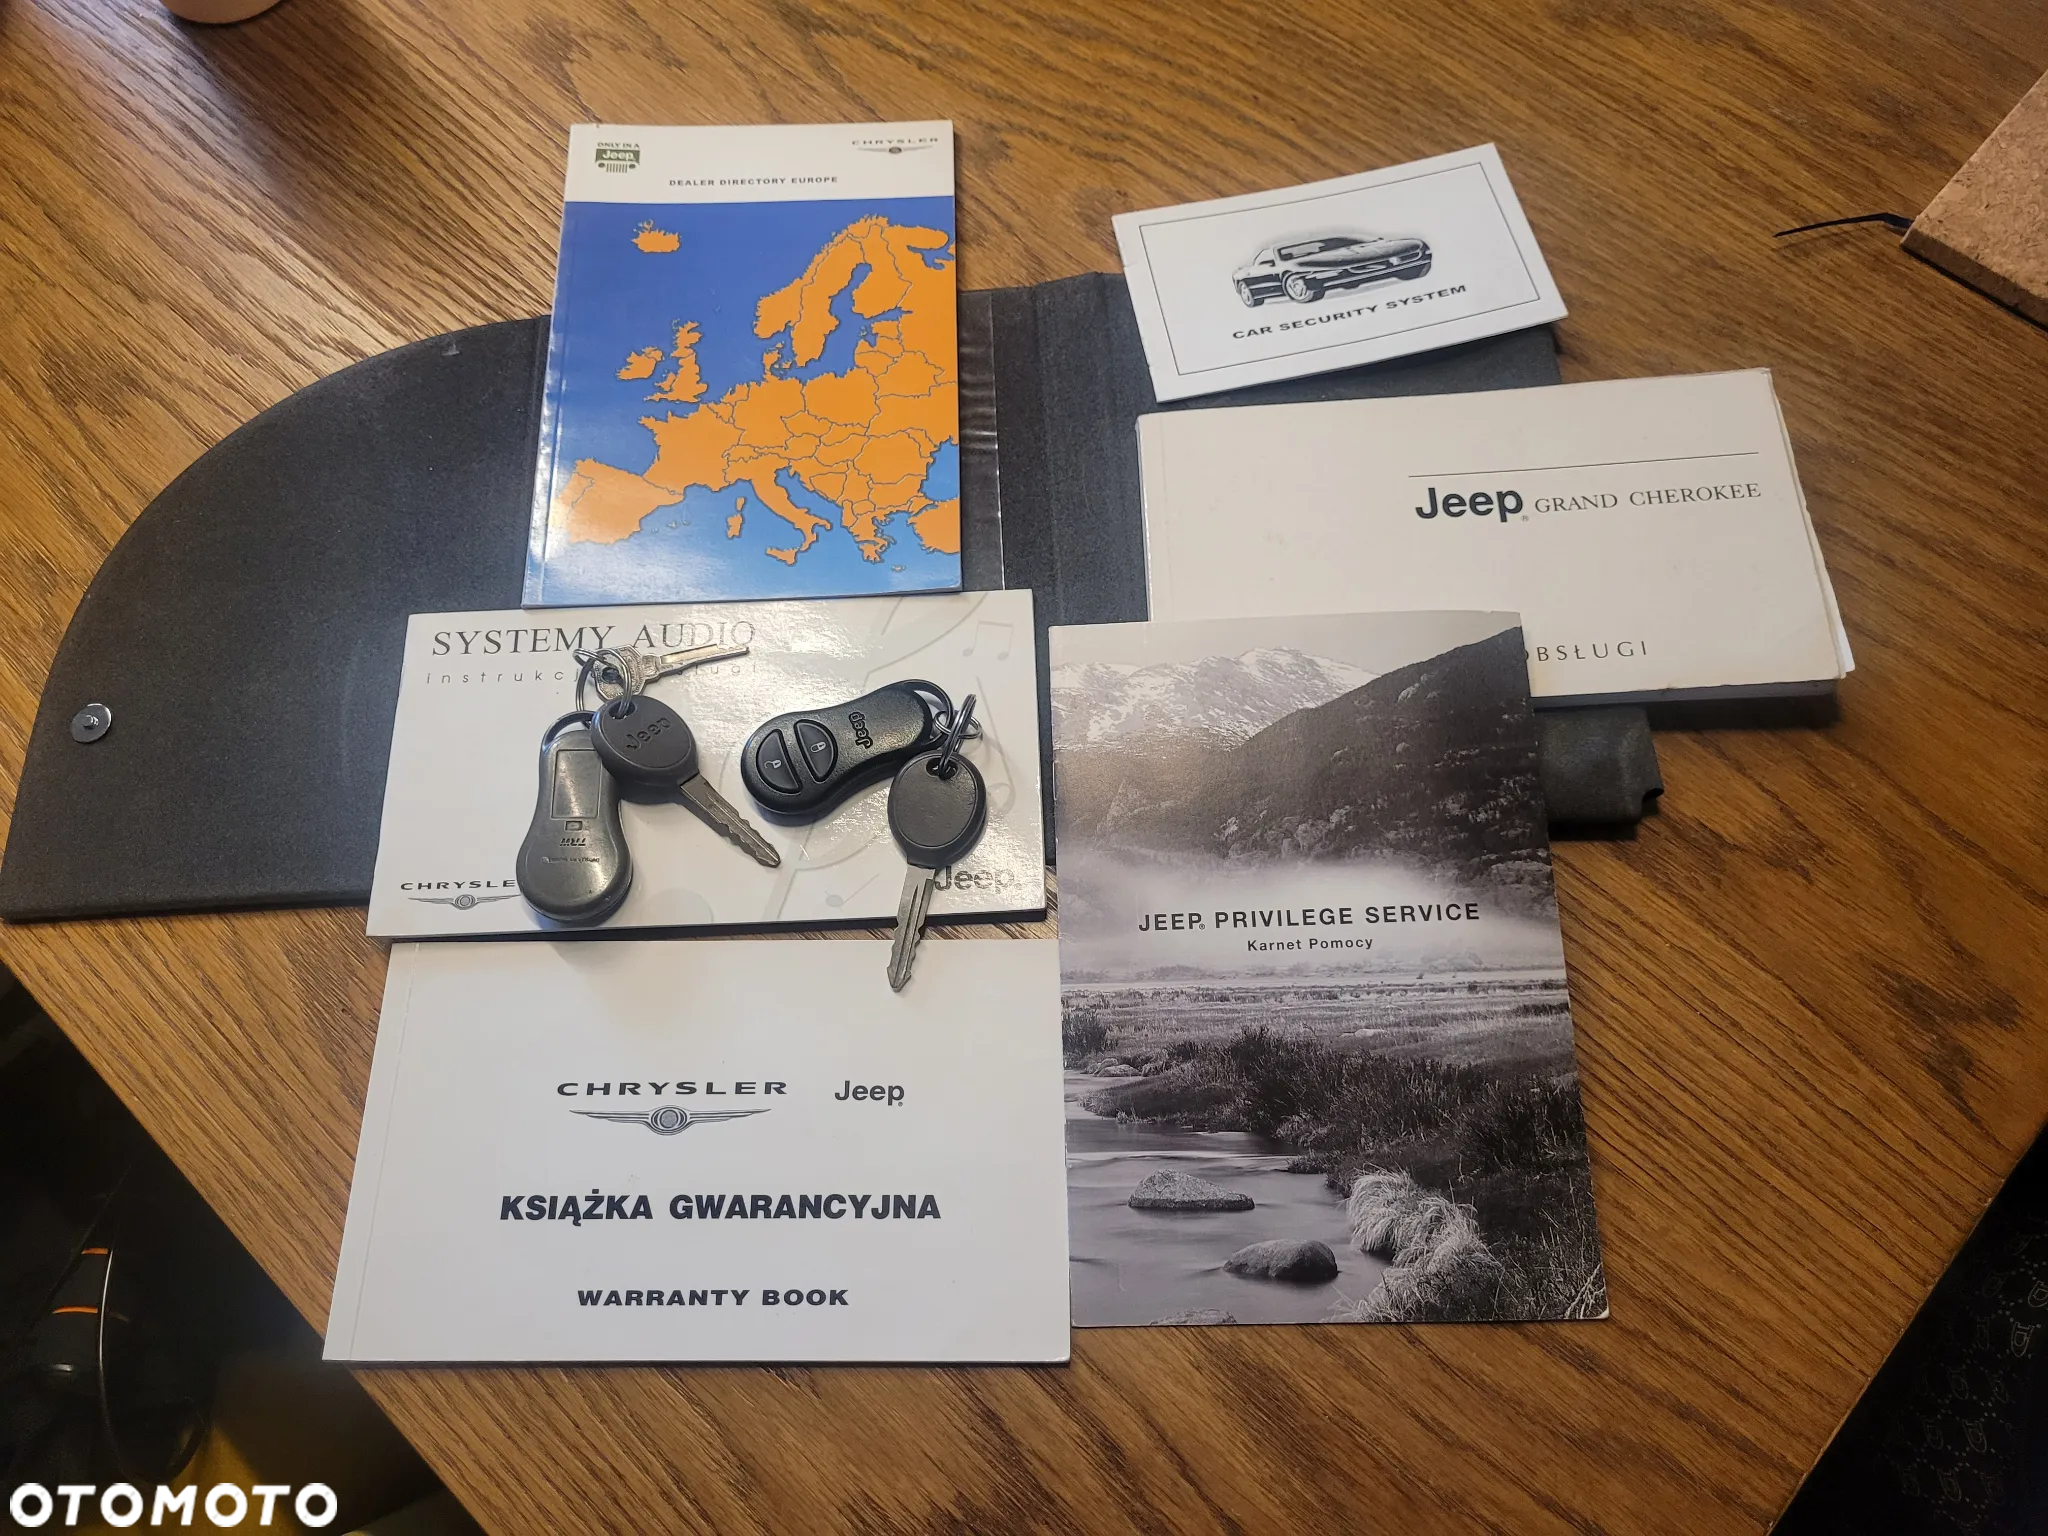 ONLY IN A
Jeep
CHRYSLER
DEALER DIRECTORY EUROPE
CAR SECURITY SYSTEM
Jeep® GRAND CHEROKEE
OBSŁUGI
SYSTEMY AUDIO
Jeep
Jeep
CHRYSLE
Jeep®
JEEP® PRIVILEGE SERVICE
Karnet Pomocy
CHRYSLER Jeep®
KSIĄŻKA GWARANCYJNA
WARRANTY BOOK
OTOMOTO